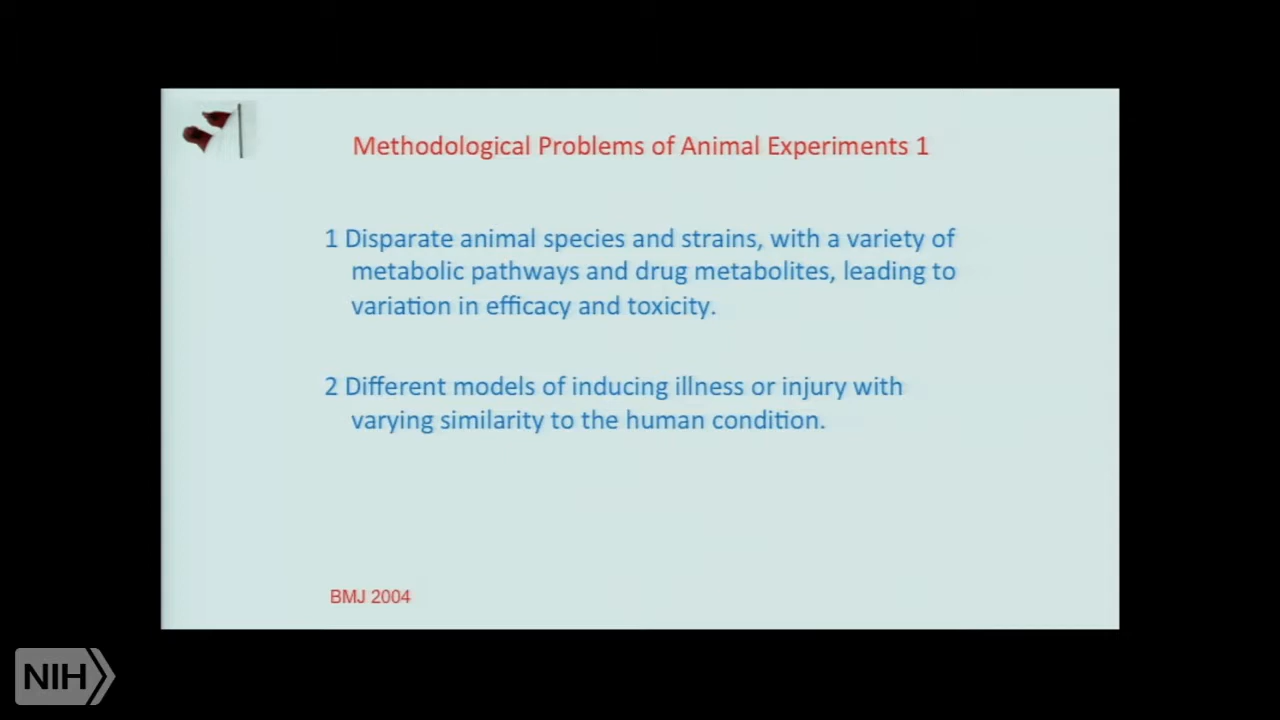 Methodological Problems of Animal Experiments 1
1 Disparate animal species and strains, with a variety of
metabolic pathways and drug metabolites, leading to
variation in efficacy and toxicity.
2 Different models of inducing illness or injury with
varying similarity to the human condition.
BMJ 2004
NIH